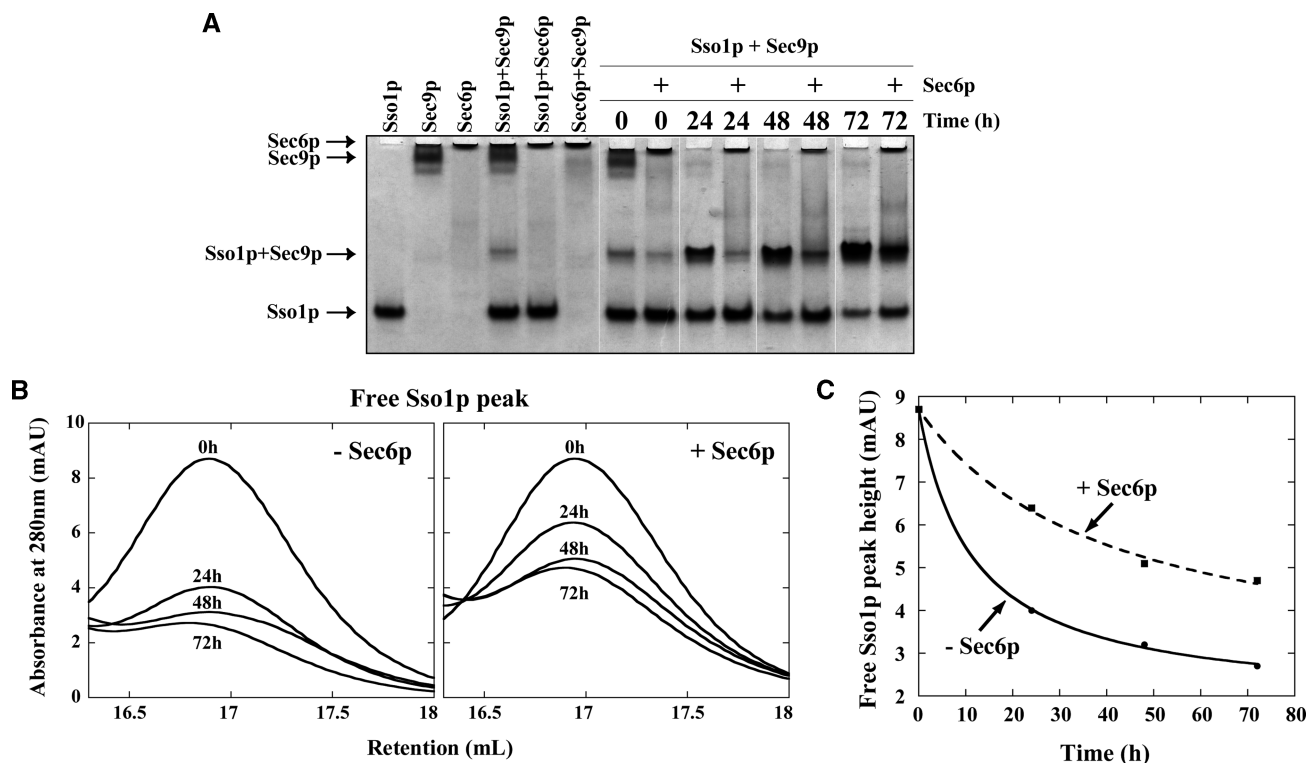 A
Sso1p
Sec9p
Sec6p
Sso1p+Sec9p
Sso1p+Sec6p
Sec6p+Sec9p
Sso1p + Sec9p
+ + + + Sec6p
0 0 24 24 48 48 72 72 Time (h)
Sec6p
Sec9p
Sso1p+Sec9p
Sso1p
B
Free Sso1p peak
Absorbance at 280nm (mAU)
10
8
6
4
2
0
0h
- Sec6p
24h
48h
72h
16.5 17 17.5 18
0h
+ Sec6p
24h
48h
72h
16.5 17 17.5 18
Retention (mL)
C
Free Sso1p peak height (mAU)
9
8
7
6
5
4
3
2
+ Sec6p
- Sec6p
0 10 20 30 40 50 60 70 80
Time (h)